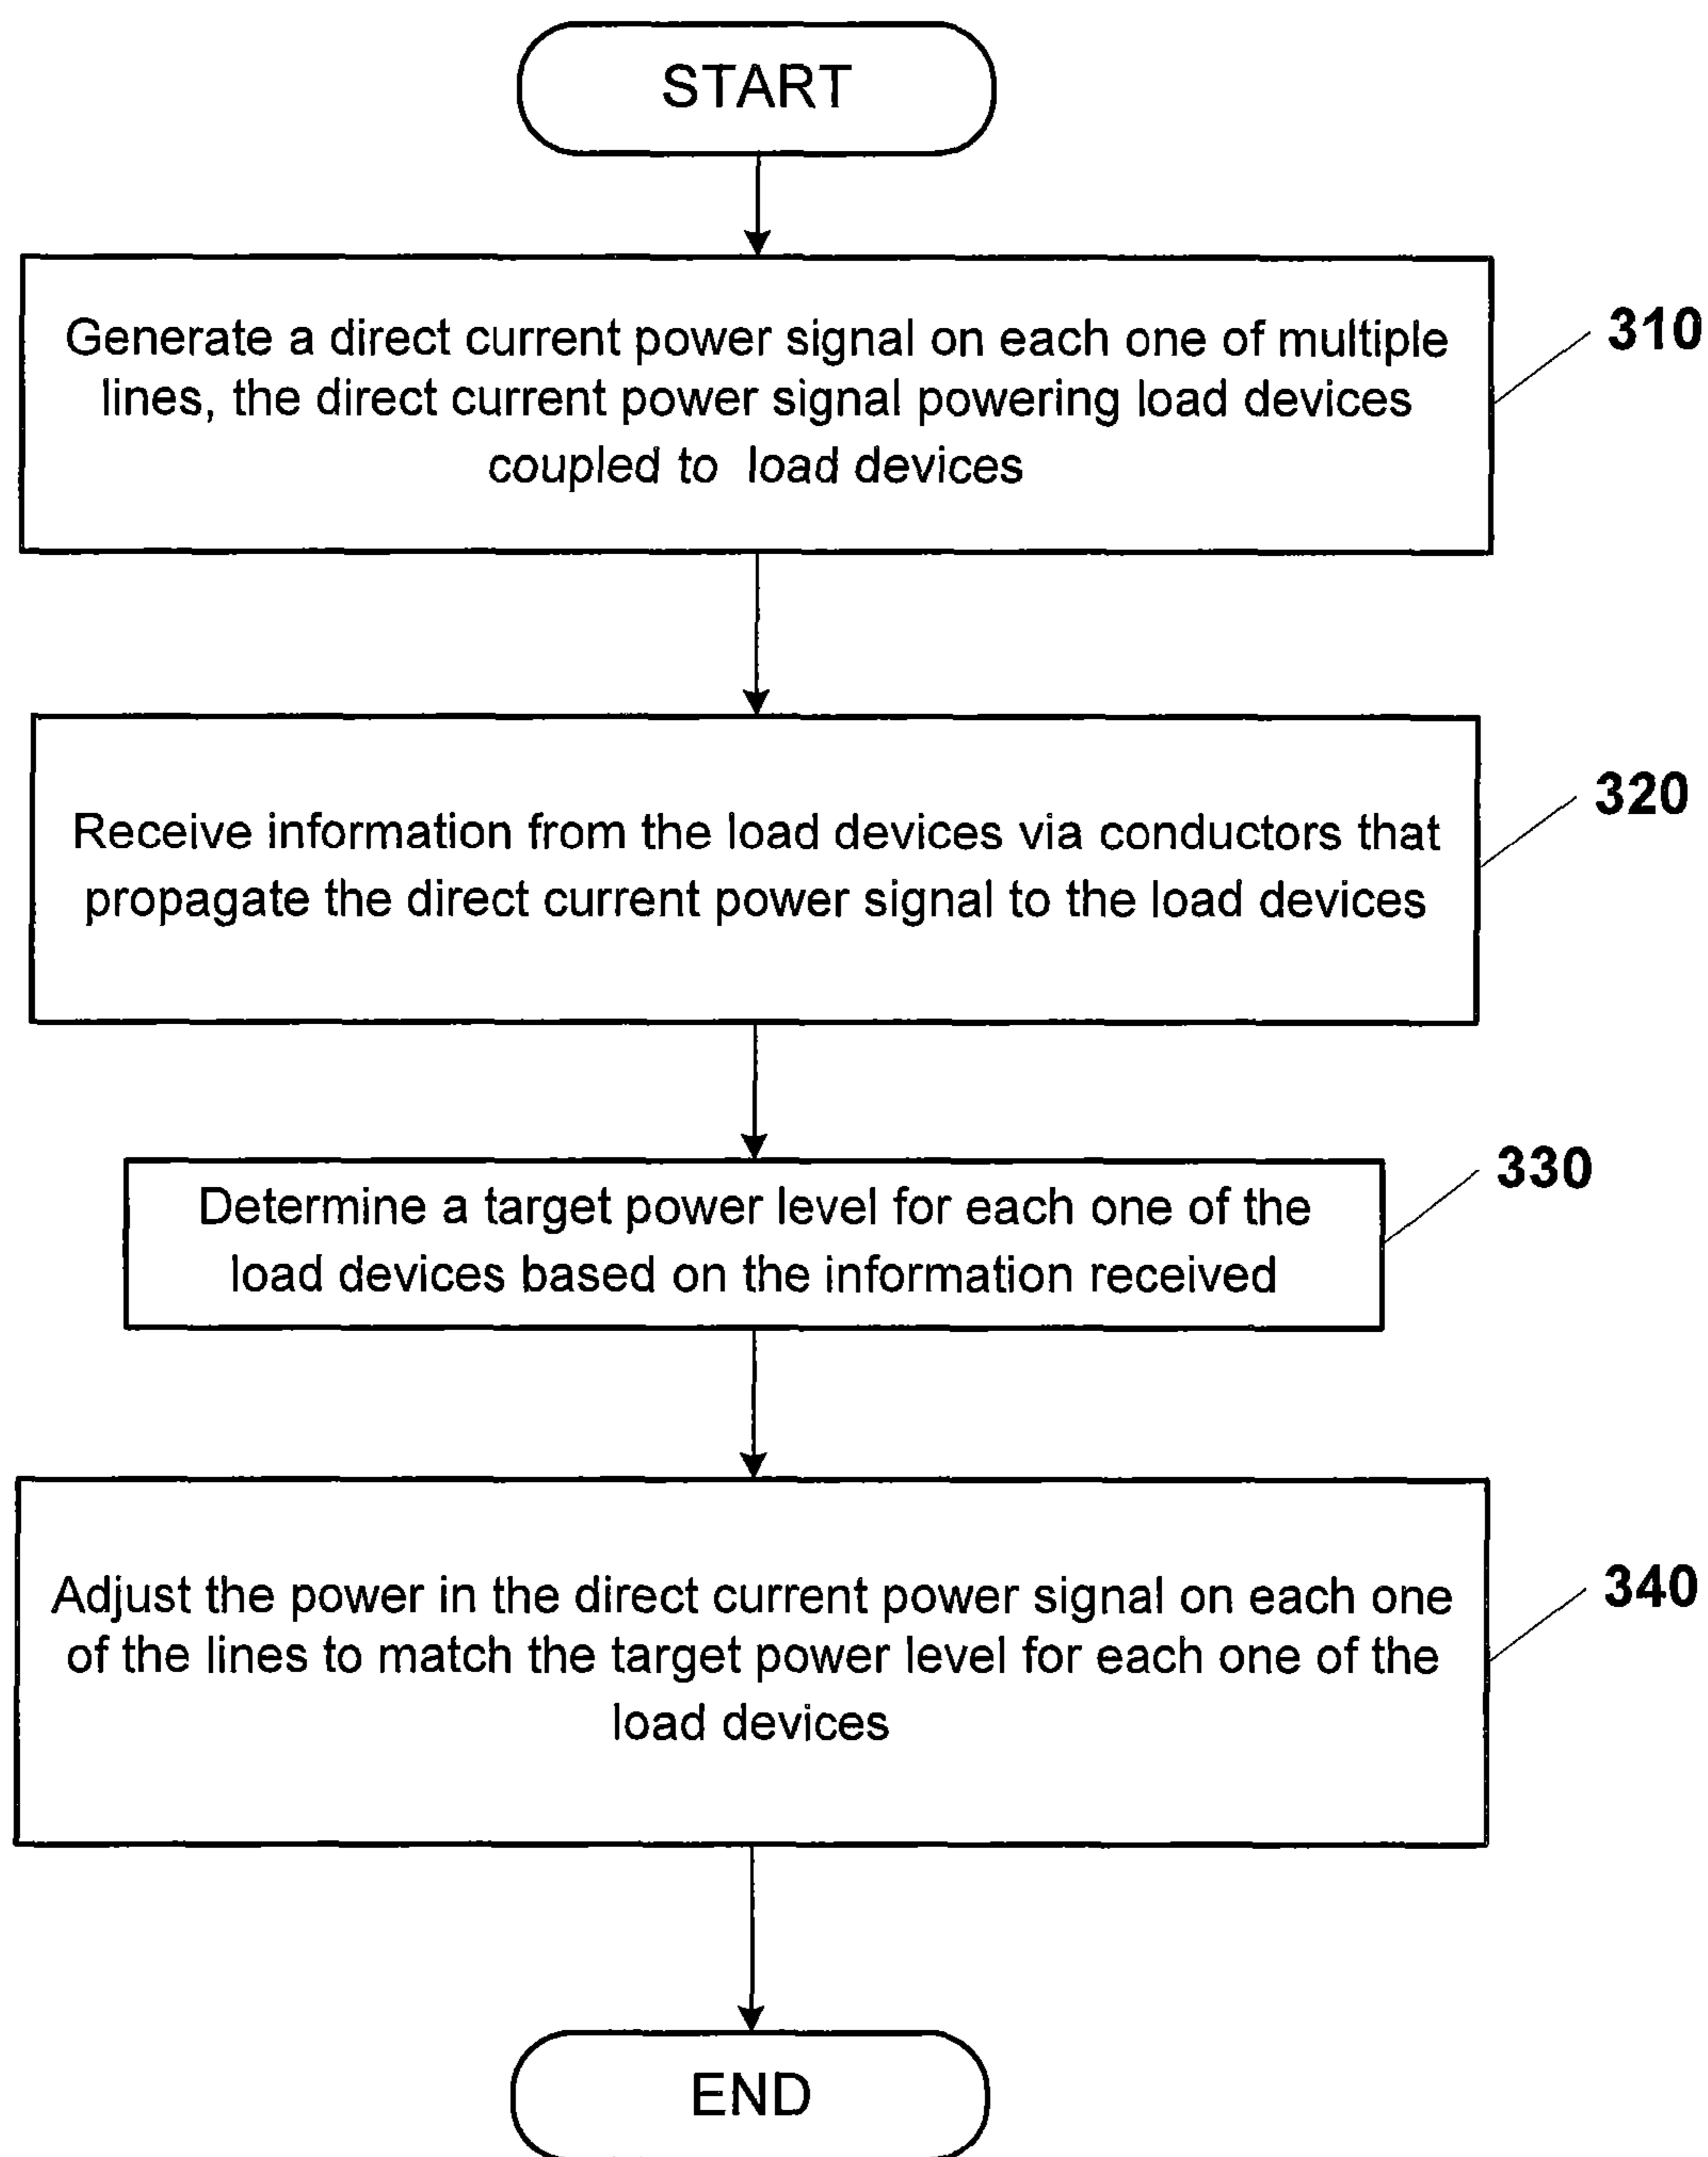 START
Generate a direct current power signal on each one of multiple
lines, the direct current power signal powering load devices
coupled to load devices
310
Receive information from the load devices via conductors that
propagate the direct current power signal to the load devices
320
Determine a target power level for each one of the
load devices based on the information received
330
Adjust the power in the direct current power signal on each one
of the lines to match the target power level for each one of the
load devices
340
END